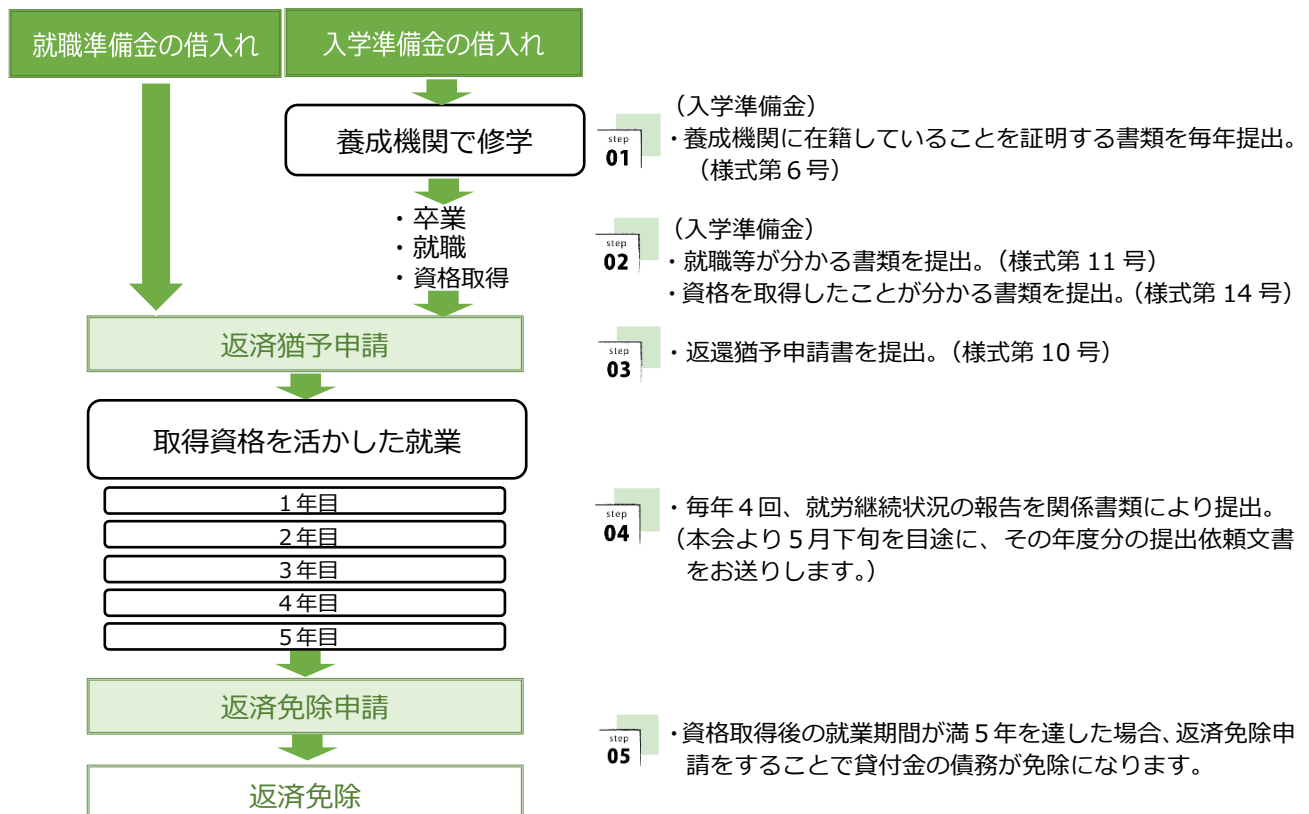 就職準備金の借入れ
入学準備金の借入れ
養成機関で修学
step
01
（入学準備金）
・養成機関に在籍していることを証明する書類を毎年提出。
（様式第６号）
・卒業
・就職
・資格取得
step
02
（入学準備金）
・就職等が分かる書類を提出。（様式第 11 号）
・資格を取得したことが分かる書類を提出。（様式第 14 号）
返済猶予申請
step
03
・返還猶予申請書を提出。（様式第 10 号）
取得資格を活かした就業
１年目
２年目
３年目
４年目
５年目
step
04
・毎年４回、就労継続状況の報告を関係書類により提出。
（本会より５月下旬を目途に、その年度分の提出依頼文書
をお送りします。）
返済免除申請
step
05
・資格取得後の就業期間が満５年を達した場合、返済免除申
請をすることで貸付金の債務が免除になります。
返済免除